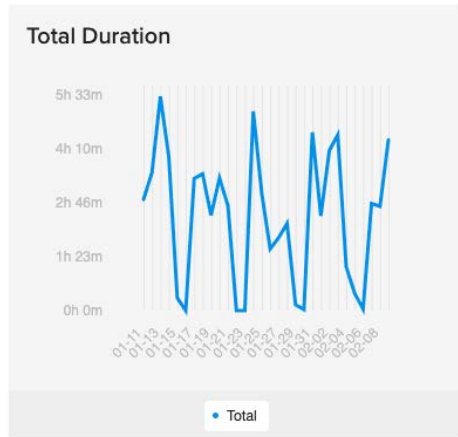 Total Duration
5h 33m
4h 10m
2h 46m
1h 23m
0h 0m
01-11
01-13
01-15
01-17
01-19
01-21
01-23
01-25
01-27
01-29
01-31
02-02
02-04
02-06
02-08
Total